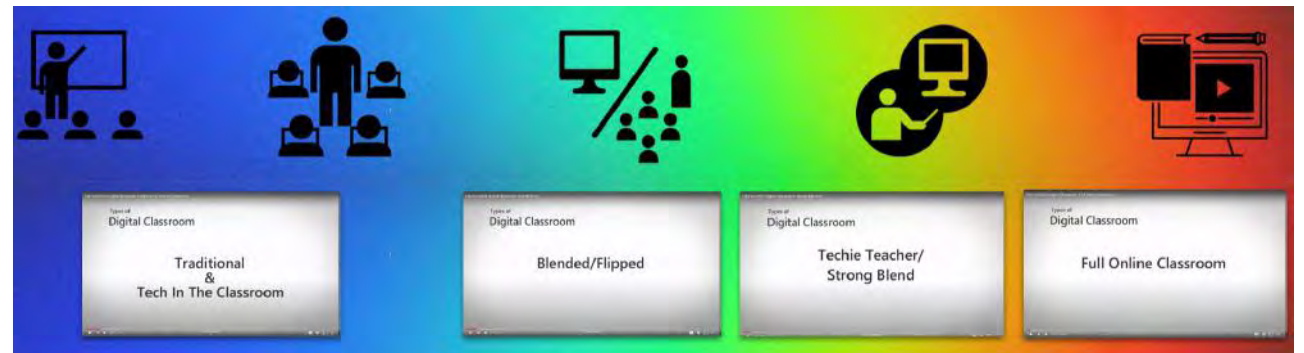 Types of
Digital Classroom
Traditional
&
Tech In The Classroom
Types of
Digital Classroom
Blended/Flipped
Types of
Digital Classroom
Techie Teacher/
Strong Blend
Types of
Digital Classroom
Full Online Classroom